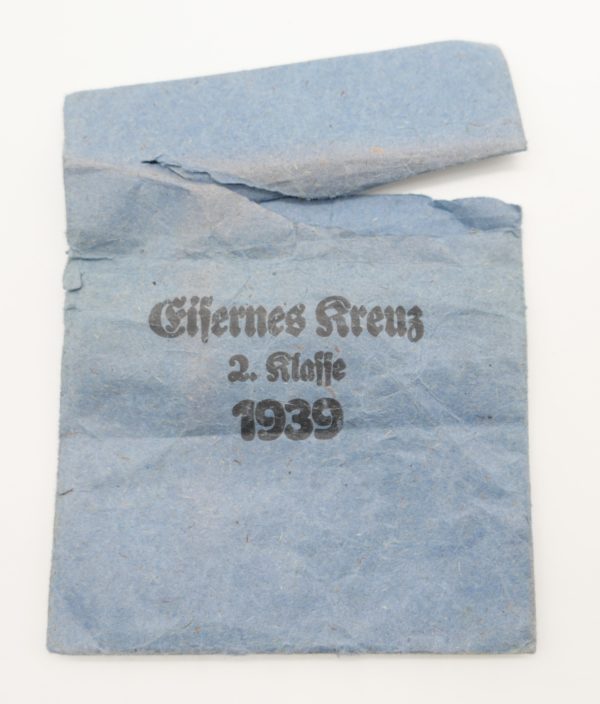 Eisernes Kreuz
2. Klasse
1939